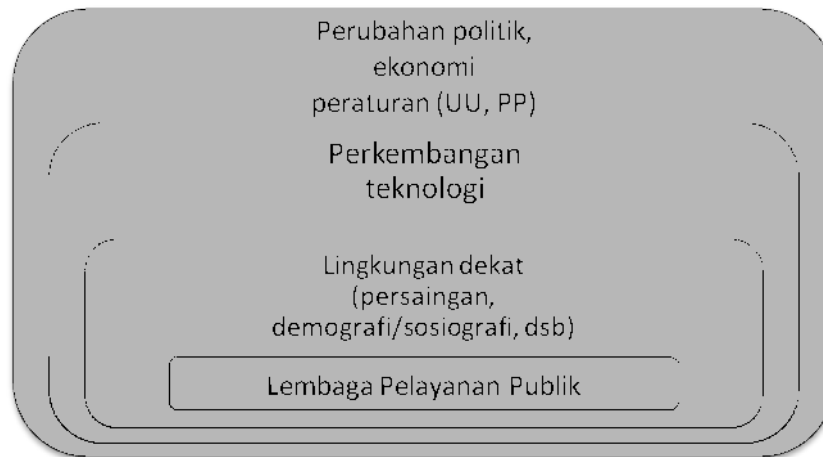 Perubahan politik,
ekonomi
peraturan (UU, PP)
Perkembangan
teknologi
Lingkungan dekat
(persaingan,
demografi/sosiografi, dsb)
Lembaga Pelayanan Publik